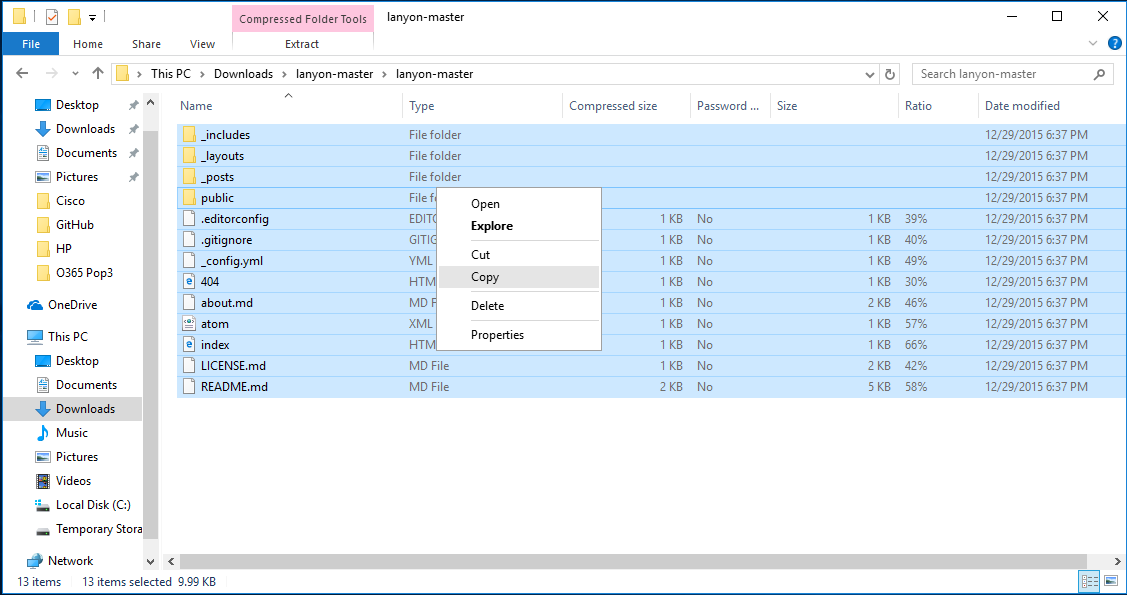 Compressed Folder Tools lanyon-master
File Home Share View Extract ?
This PC > Downloads > lanyon-master > lanyon-master Search lanyon-master
Desktop
Downloads
Documents
Pictures
Cisco
GitHub
HP
O365 Pop3
OneDrive
This PC
Desktop
Documents
Downloads
Music
Pictures
Videos
Local Disk (C:)
Temporary Stora
Network
Name Type Compressed size Password ... Size Ratio Date modified
_includes File folder 12/29/2015 6:37 PM
_layouts File folder 12/29/2015 6:37 PM
_posts File folder 12/29/2015 6:37 PM
public File f 12/29/2015 6:37 PM
.editorconfig EDITO 1 KB No 1 KB 39% 12/29/2015 6:37 PM
.gitignore GITIG 1 KB No 1 KB 40% 12/29/2015 6:37 PM
_config.yml YML 1 KB No 1 KB 49% 12/29/2015 6:37 PM
404 HTM 1 KB No 1 KB 30% 12/29/2015 6:37 PM
about.md MD F 1 KB No 2 KB 46% 12/29/2015 6:37 PM
atom XML 1 KB No 1 KB 57% 12/29/2015 6:37 PM
index HTM 1 KB No 1 KB 66% 12/29/2015 6:37 PM
LICENSE.md MD File 1 KB No 2 KB 42% 12/29/2015 6:37 PM
README.md MD File 2 KB No 5 KB 58% 12/29/2015 6:37 PM
Open
Explore
Cut
Copy
Delete
Properties
13 items 13 items selected 9.99 KB